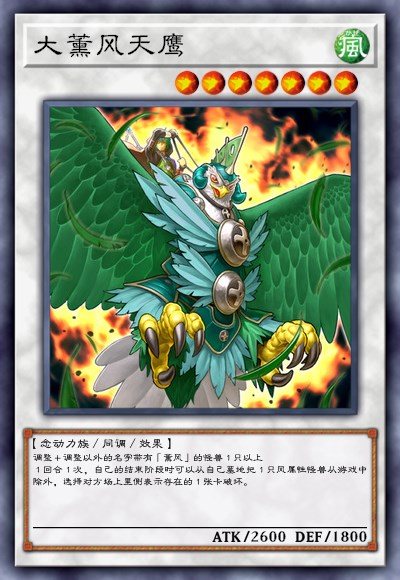 大薰风天鹰
風
【念动力族／同调／效果】
调整＋调整以外的名字带有「薰风」的怪兽1只以上
1回合1次，自己的结束阶段时可以从自己墓地把1只风属性怪兽从游戏中
除外，选择对方场上里侧表示存在的1张卡破坏。
ATK/2600 DEF/1800